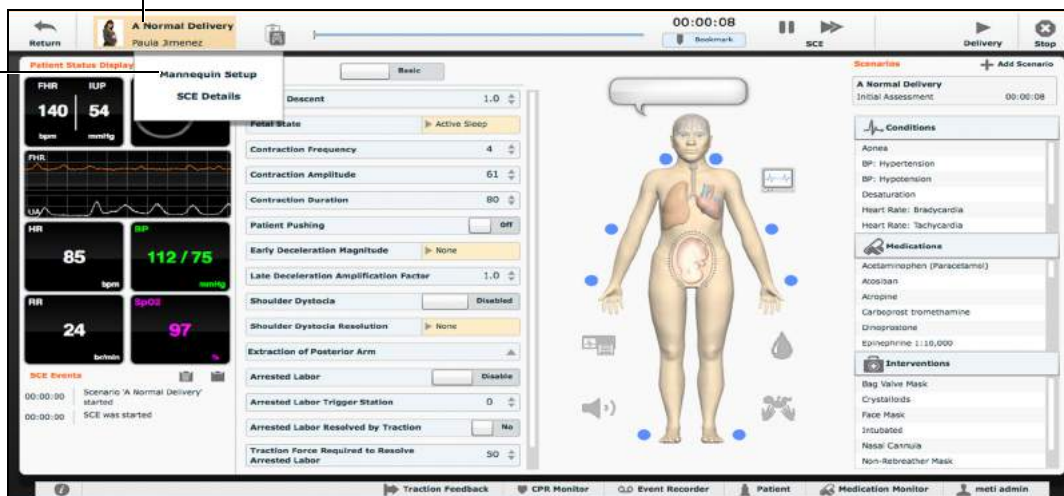 Return
A Normal Delivery
Paula Jimenez
00:00:08
Bookmark
SCE
Delivery
Stop
Patient Status Display
Mannequin Setup
SCE Details
FHR
IUP
140
54
bpm
mmHg
FHR
UA
HR
85
bpm
BP
112 / 75
mmHg
RR
24
br/min
SpO2
97
%
SCE Events
00:00:00 Scenario 'A Normal Delivery' started
00:00:00 SCE was started
Basic
Descent 1.0
Fetal State Active Sleep
Contraction Frequency 4
Contraction Amplitude 61
Contraction Duration 80
Patient Pushing Off
Early Deceleration Magnitude None
Late Deceleration Amplification Factor 1.0
Shoulder Dystocia Disabled
Shoulder Dystocia Resolution None
Extraction of Posterior Arm
Arrested Labor Disable
Arrested Labor Trigger Station 0
Arrested Labor Resolved by Traction No
Traction Force Required to Resolve
Arrested Labor 50
Scenarios
Add Scenario
A Normal Delivery
Initial Assessment 00:00:08
Conditions
Apnea
BP: Hypertension
BP: Hypotension
Desaturation
Heart Rate: Bradycardia
Heart Rate: Tachycardia
Medications
Acetaminophen (Paracetamol)
Atosiban
Atropine
Carboprost tromethamine
Dinoprostone
Epinephrine 1:10,000
Interventions
Bag Valve Mask
Crystalloids
Face Mask
Intubated
Nasal Cannula
Non-Rebreather Mask
Traction Feedback
CPR Monitor
Event Recorder
Patient
Medication Monitor
meti admin